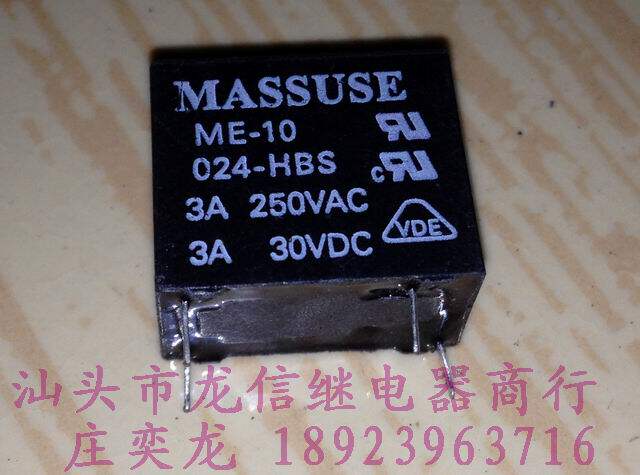 MASSUSE
ME-10
024-HBS
3A 250VAC
3A 30VDC
c
VDE
汕头市龙信继电器商行
庄奕龙 18923963716